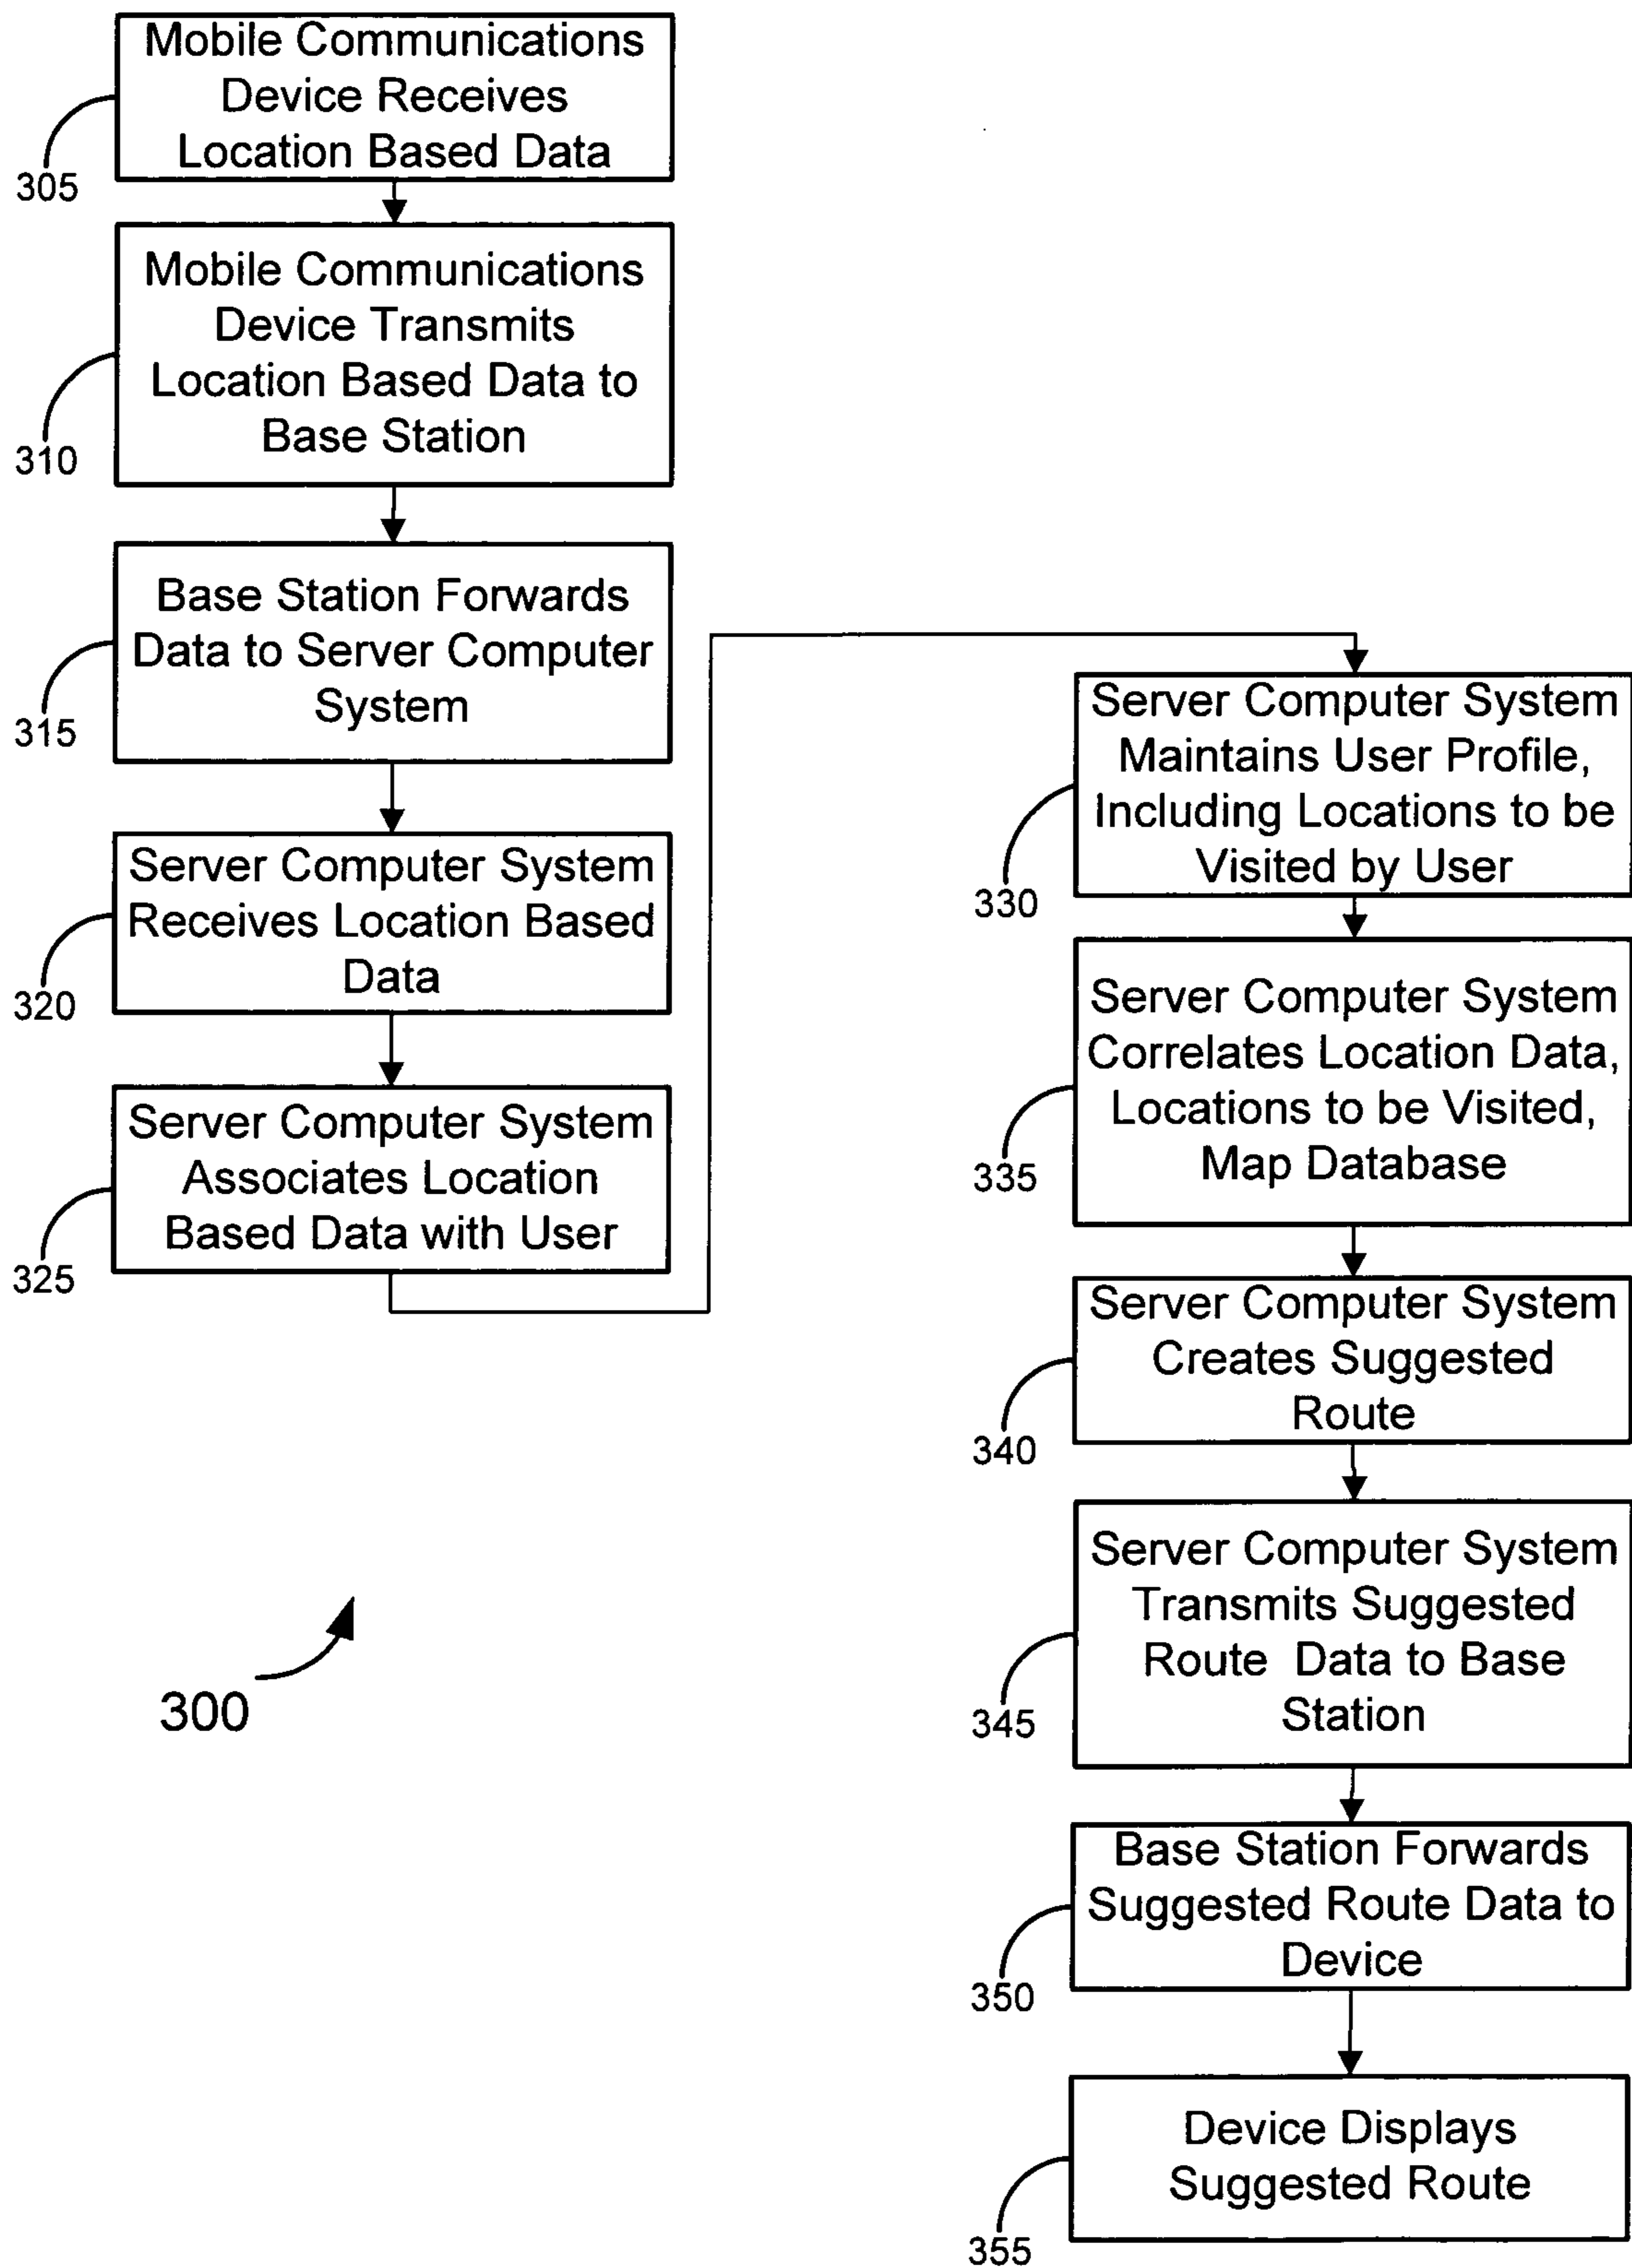 Mobile Communications
Device Receives
Location Based Data
305
Mobile Communications
Device Transmits
Location Based Data to
Base Station
310
Base Station Forwards
Data to Server Computer
System
315
Server Computer System
Receives Location Based
Data
320
Server Computer System
Associates Location
Based Data with User
325
Server Computer System
Maintains User Profile,
Including Locations to be
Visited by User
330
Server Computer System
Correlates Location Data,
Locations to be Visited,
Map Database
335
Server Computer System
Creates Suggested
Route
340
Server Computer System
Transmits Suggested
Route Data to Base
Station
345
Base Station Forwards
Suggested Route Data to
Device
350
Device Displays
Suggested Route
355
300